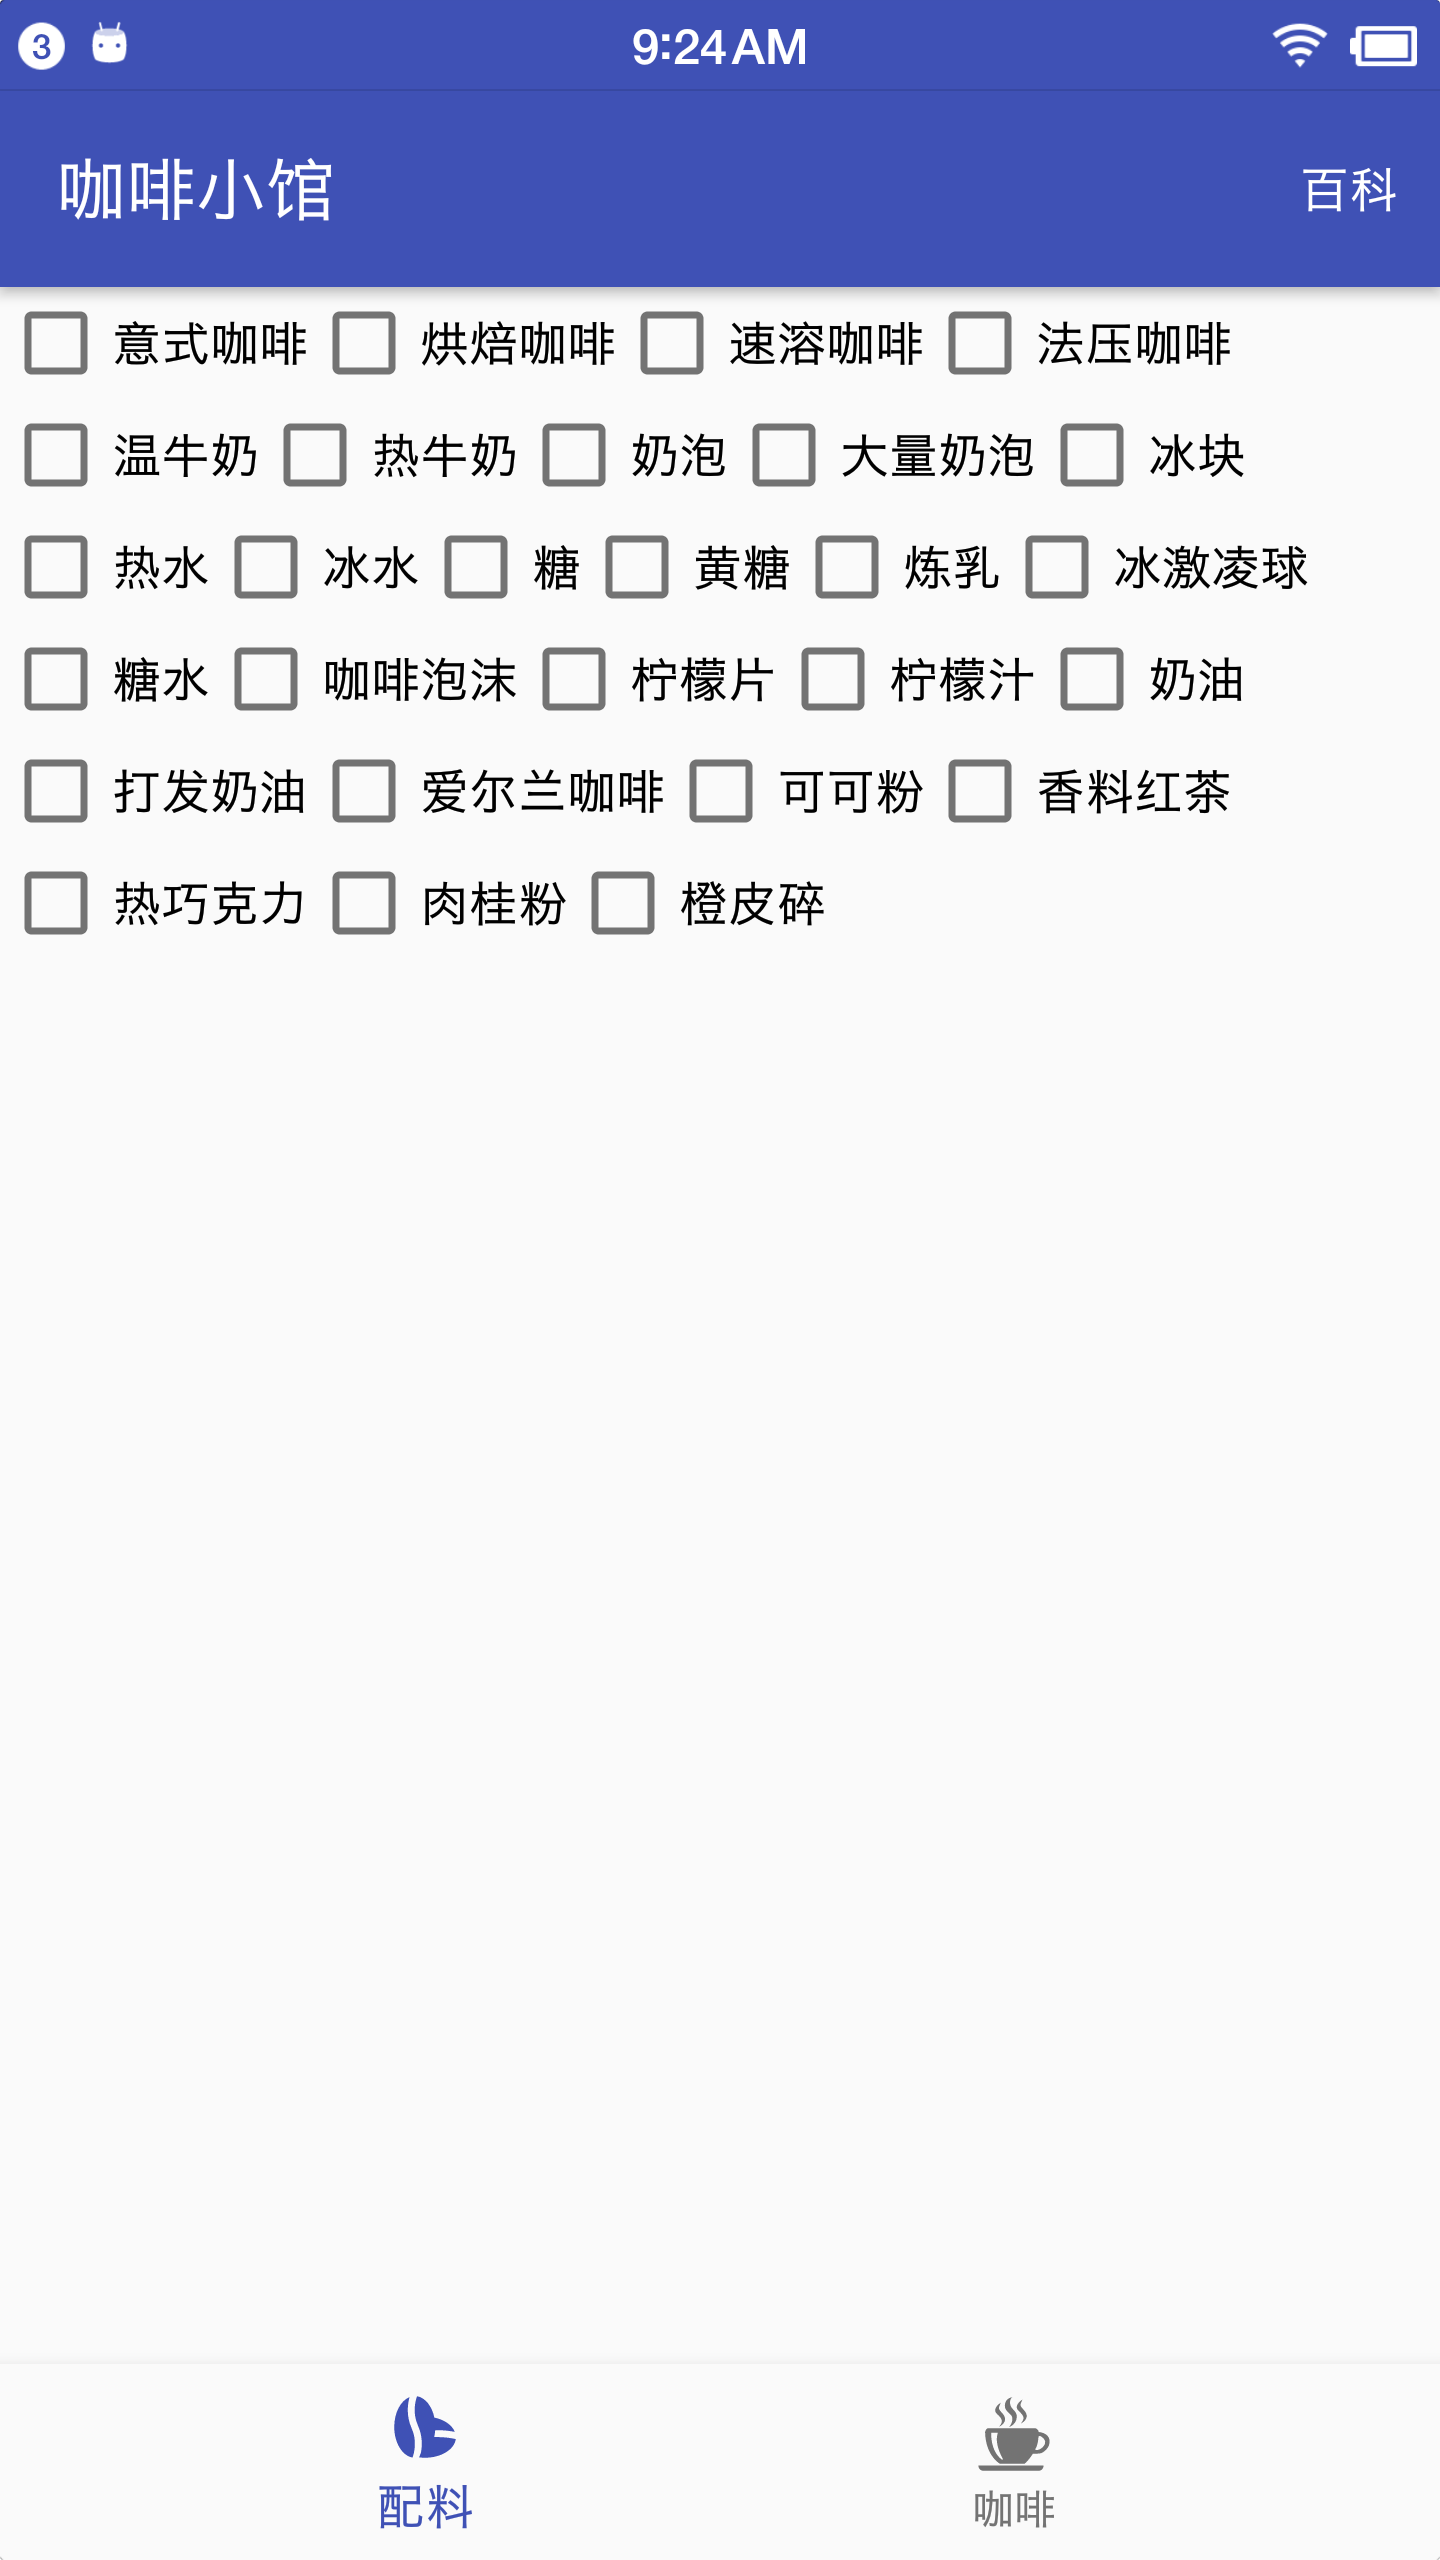 3 9:24 AM
咖啡小馆 百科
意式咖啡 烘焙咖啡 速溶咖啡 法压咖啡
温牛奶 热牛奶 奶泡 大量奶泡 冰块
热水 冰水 糖 黄糖 炼乳 冰激凌球
糖水 咖啡泡沫 柠檬片 柠檬汁 奶油
打发奶油 爱尔兰咖啡 可可粉 香料红茶
热巧克力 肉桂粉 橙皮碎
配料 咖啡